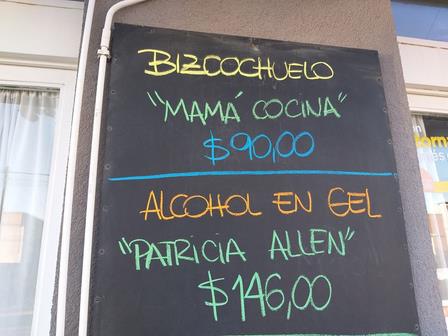 BIZCOCHUELO
"MAMÁ COCINA"
$90,00
ALCOHOL EN GEL
"PATRICIA ALLEN"
$146,00